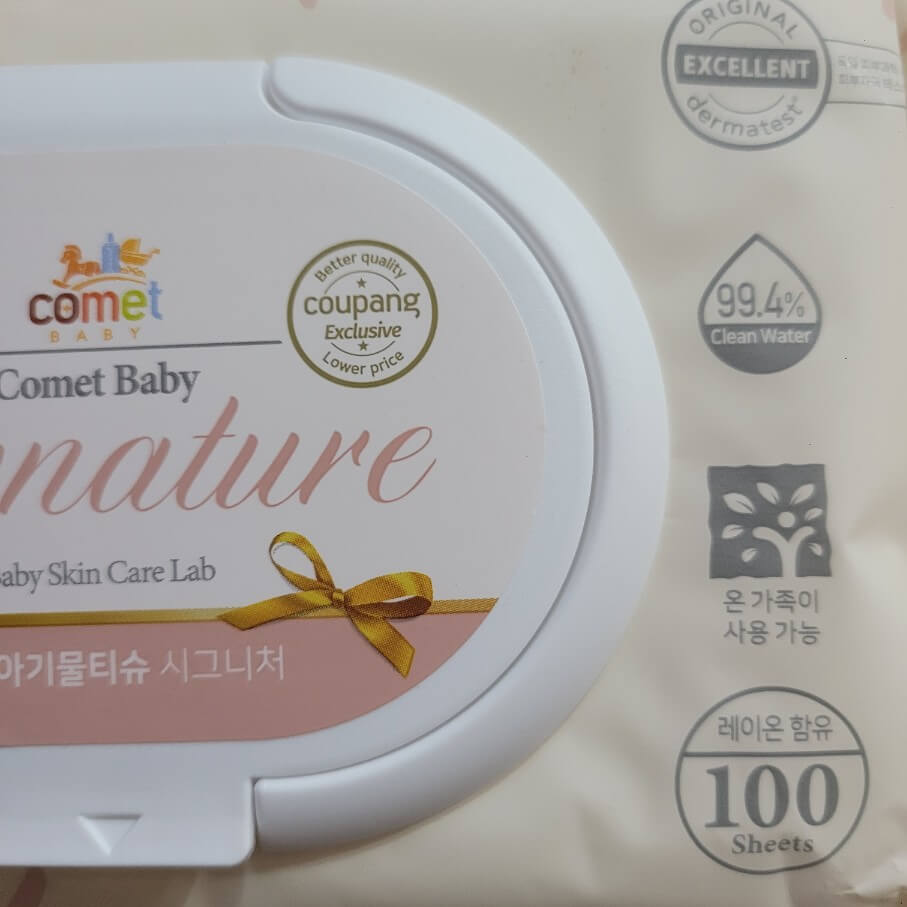 ORIGINAL
EXCELLENT
dermatest®
comet
BABY
Better quality
coupang
Exclusive
Lower price
Comet Baby
nature
Baby Skin Care Lab
아기물티슈 시그니처
99.4%
Clean Water
온 가족이
사용 가능
레이온 함유
100
Sheets